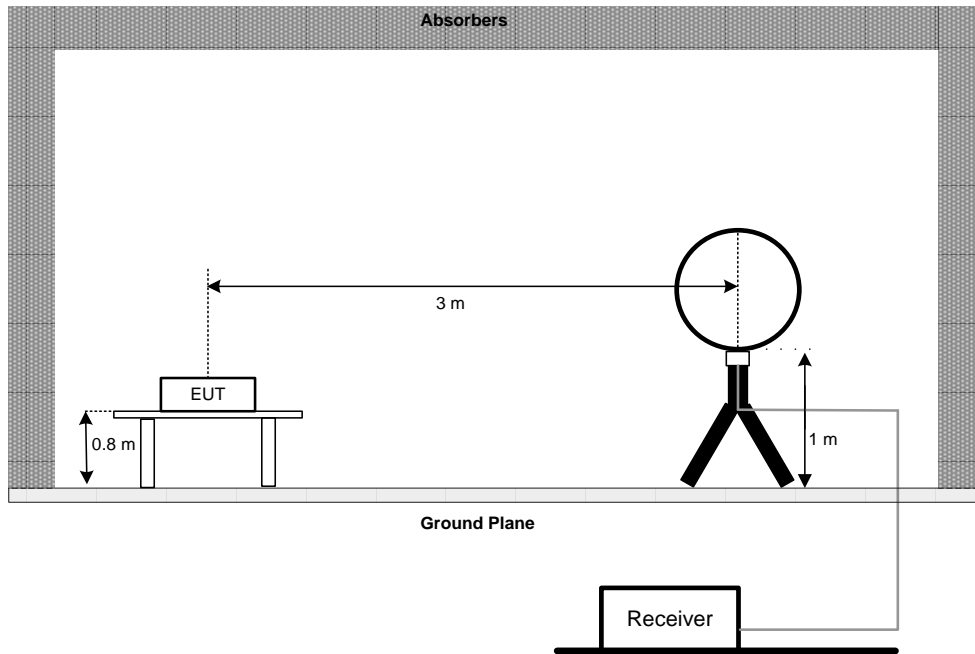 Absorbers
3 m
EUT
0.8 m
1 m
Ground Plane
Receiver